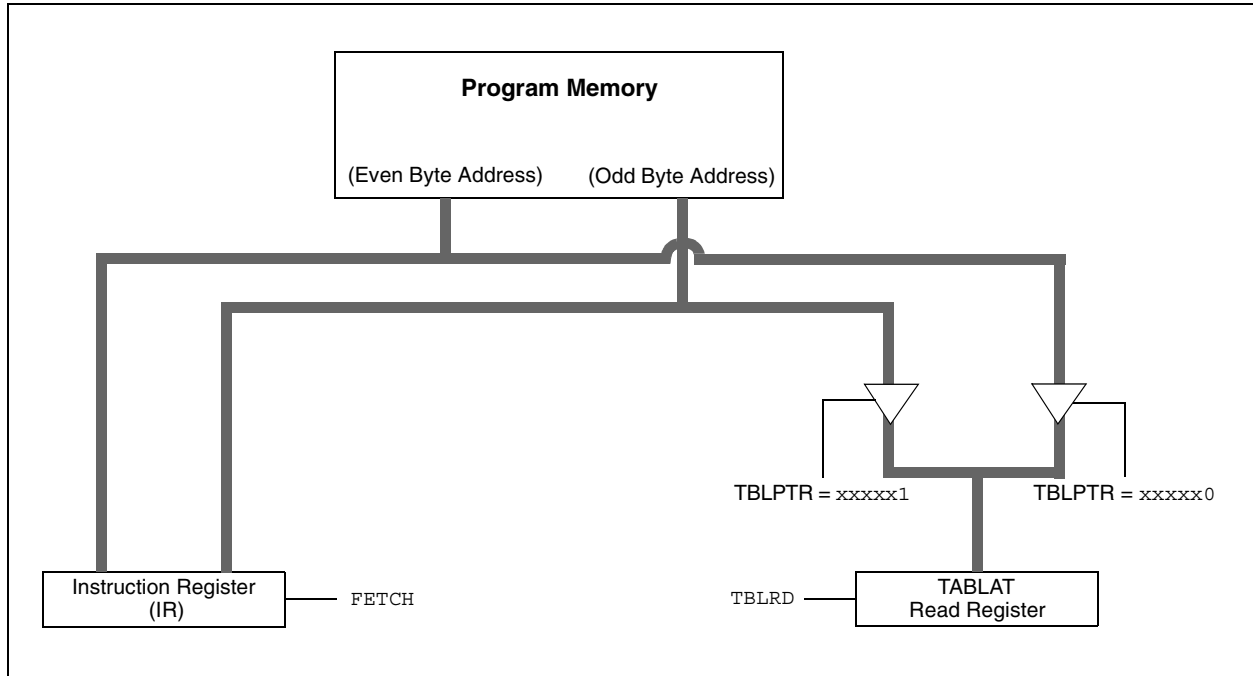 Program Memory
(Even Byte Address)
(Odd Byte Address)
TBLPTR = xxxxx1
TBLPTR = xxxxx0
Instruction Register
(IR)
FETCH
TBLRD
TABLAT
Read Register